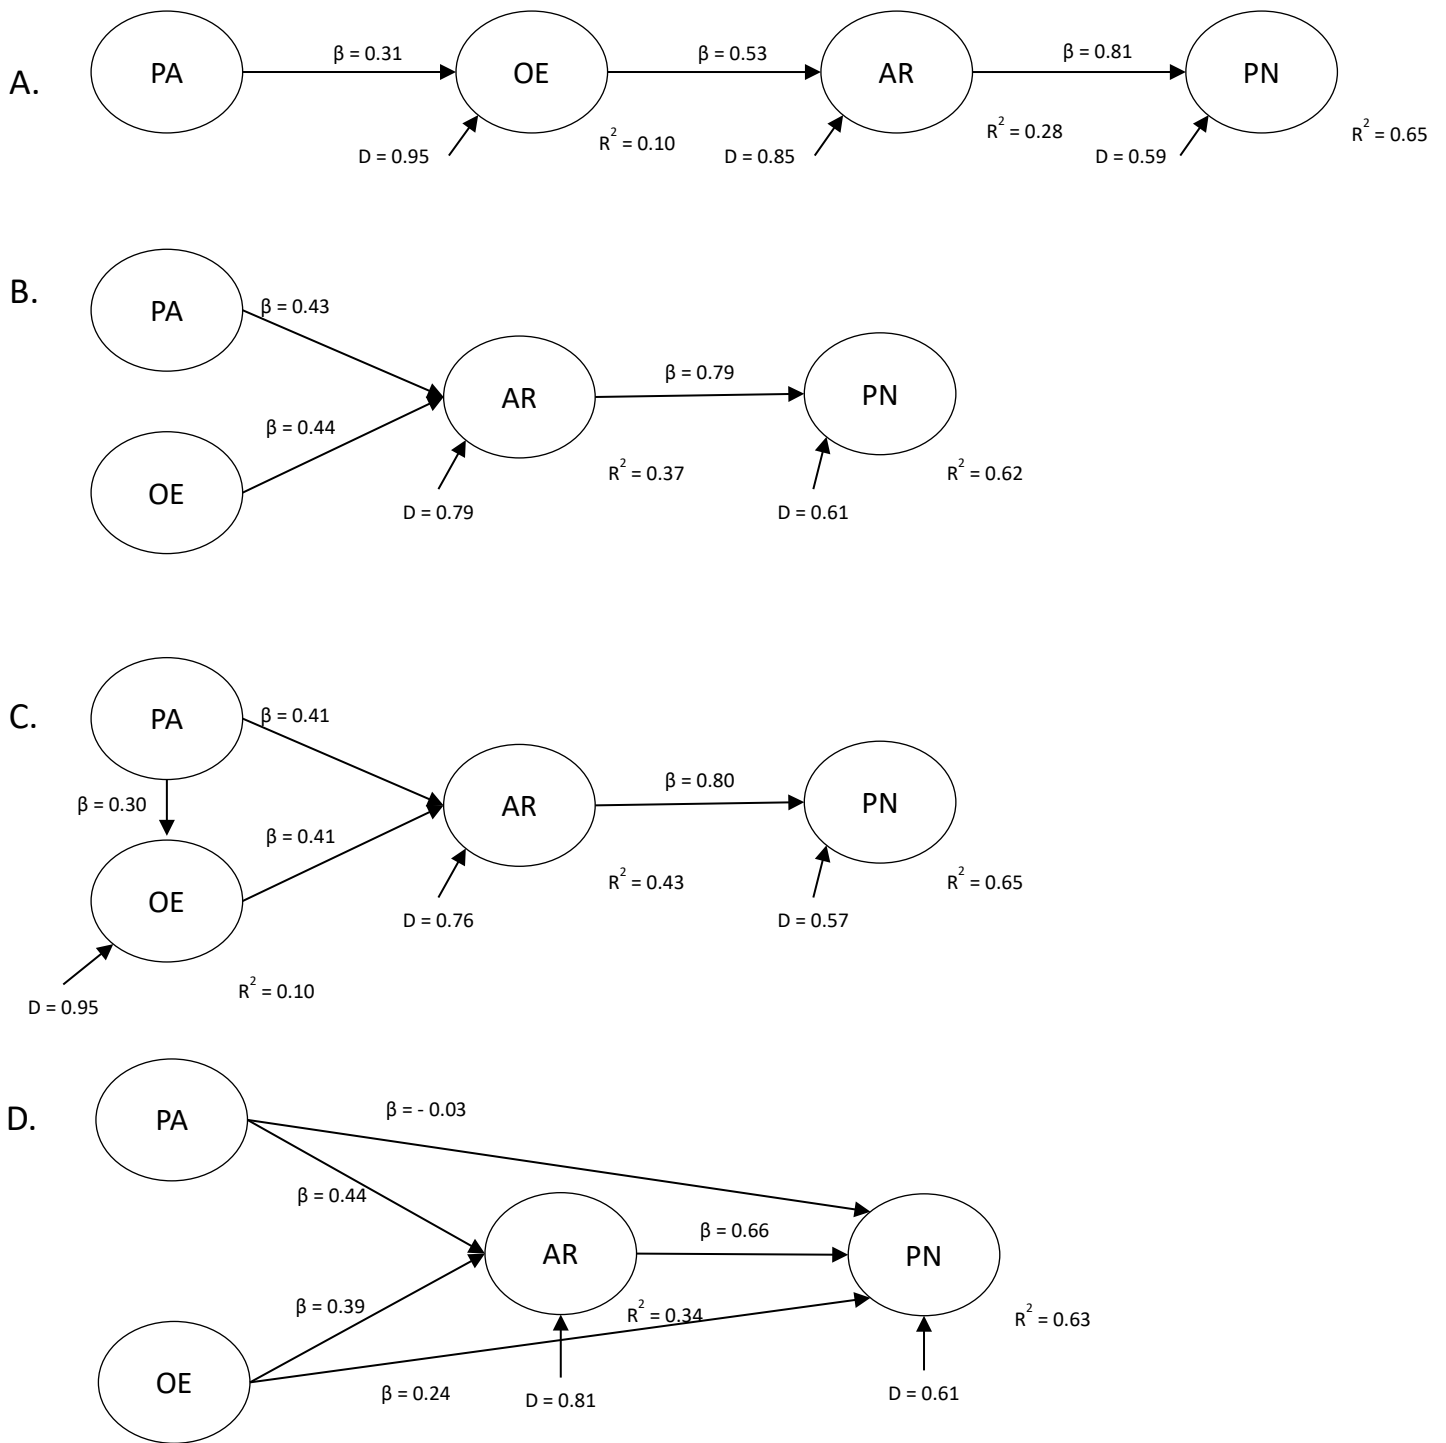 A.
PA
β = 0.31
OE
β = 0.53
AR
β = 0.81
PN
D = 0.95
R² = 0.10
D = 0.85
R² = 0.28
D = 0.59
R² = 0.65
B.
PA
β = 0.43
OE
β = 0.44
AR
β = 0.79
PN
D = 0.79
R² = 0.37
D = 0.61
R² = 0.62
C.
PA
β = 0.41
β = 0.30
OE
β = 0.41
AR
β = 0.80
PN
D = 0.95
R² = 0.10
D = 0.76
R² = 0.43
D = 0.57
R² = 0.65
D.
PA
β = - 0.03
β = 0.44
AR
β = 0.66
PN
β = 0.39
R² = 0.34
R² = 0.63
OE
β = 0.24
D = 0.81
D = 0.61